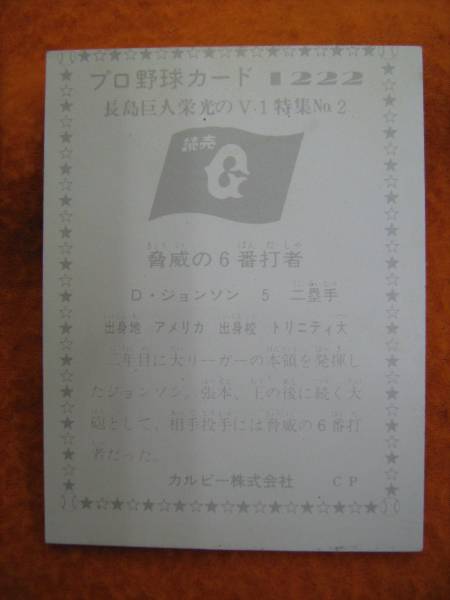 プロ野球カード 1222
長島巨人栄光のV-1特集No.2
読売
G
脅威の6番打者
D・ジョンソン 5 二塁手
出身地 アメリカ 出身校 トリニティ大
二年目に大リーガーの本領を発揮し
たジョンソン。張本、王の後に続く大
砲として、相手投手には脅威の6番打
者だった。
カルビー株式会社 CP